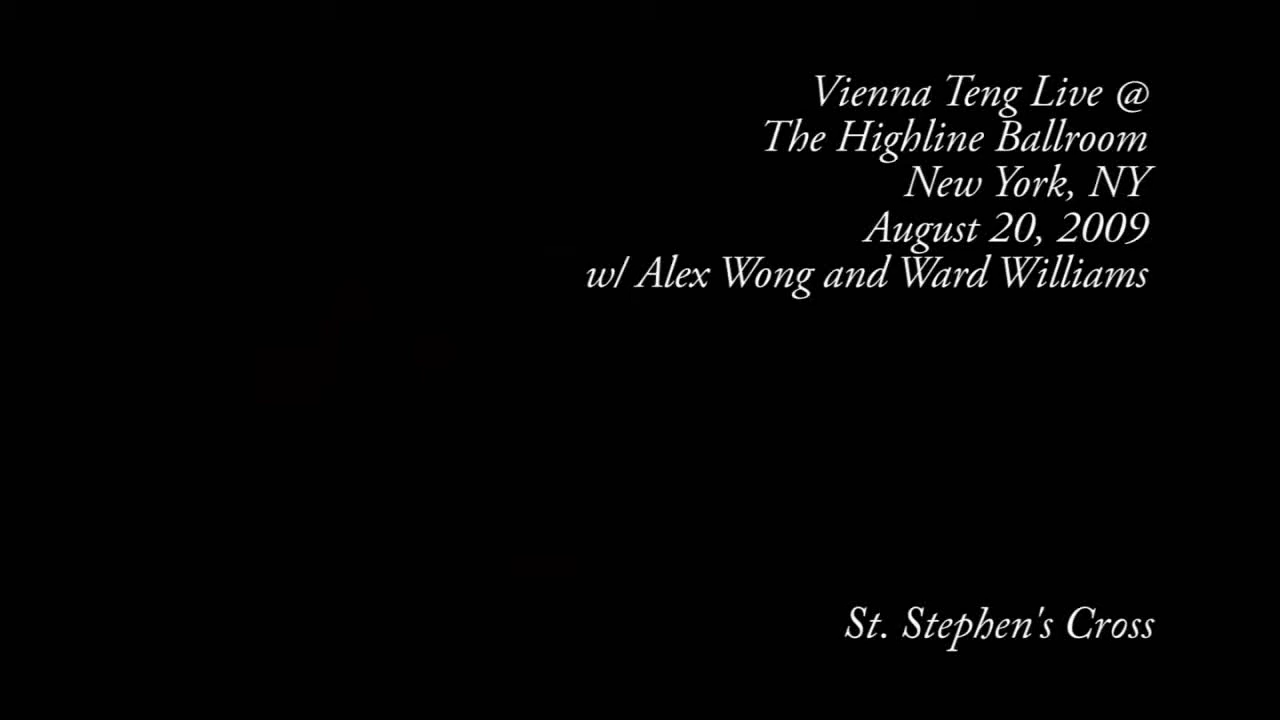 Vienna Teng Live @
The Highline Ballroom
New York, NY
August 20, 2009
w/ Alex Wong and Ward Williams
St. Stephen's Cross